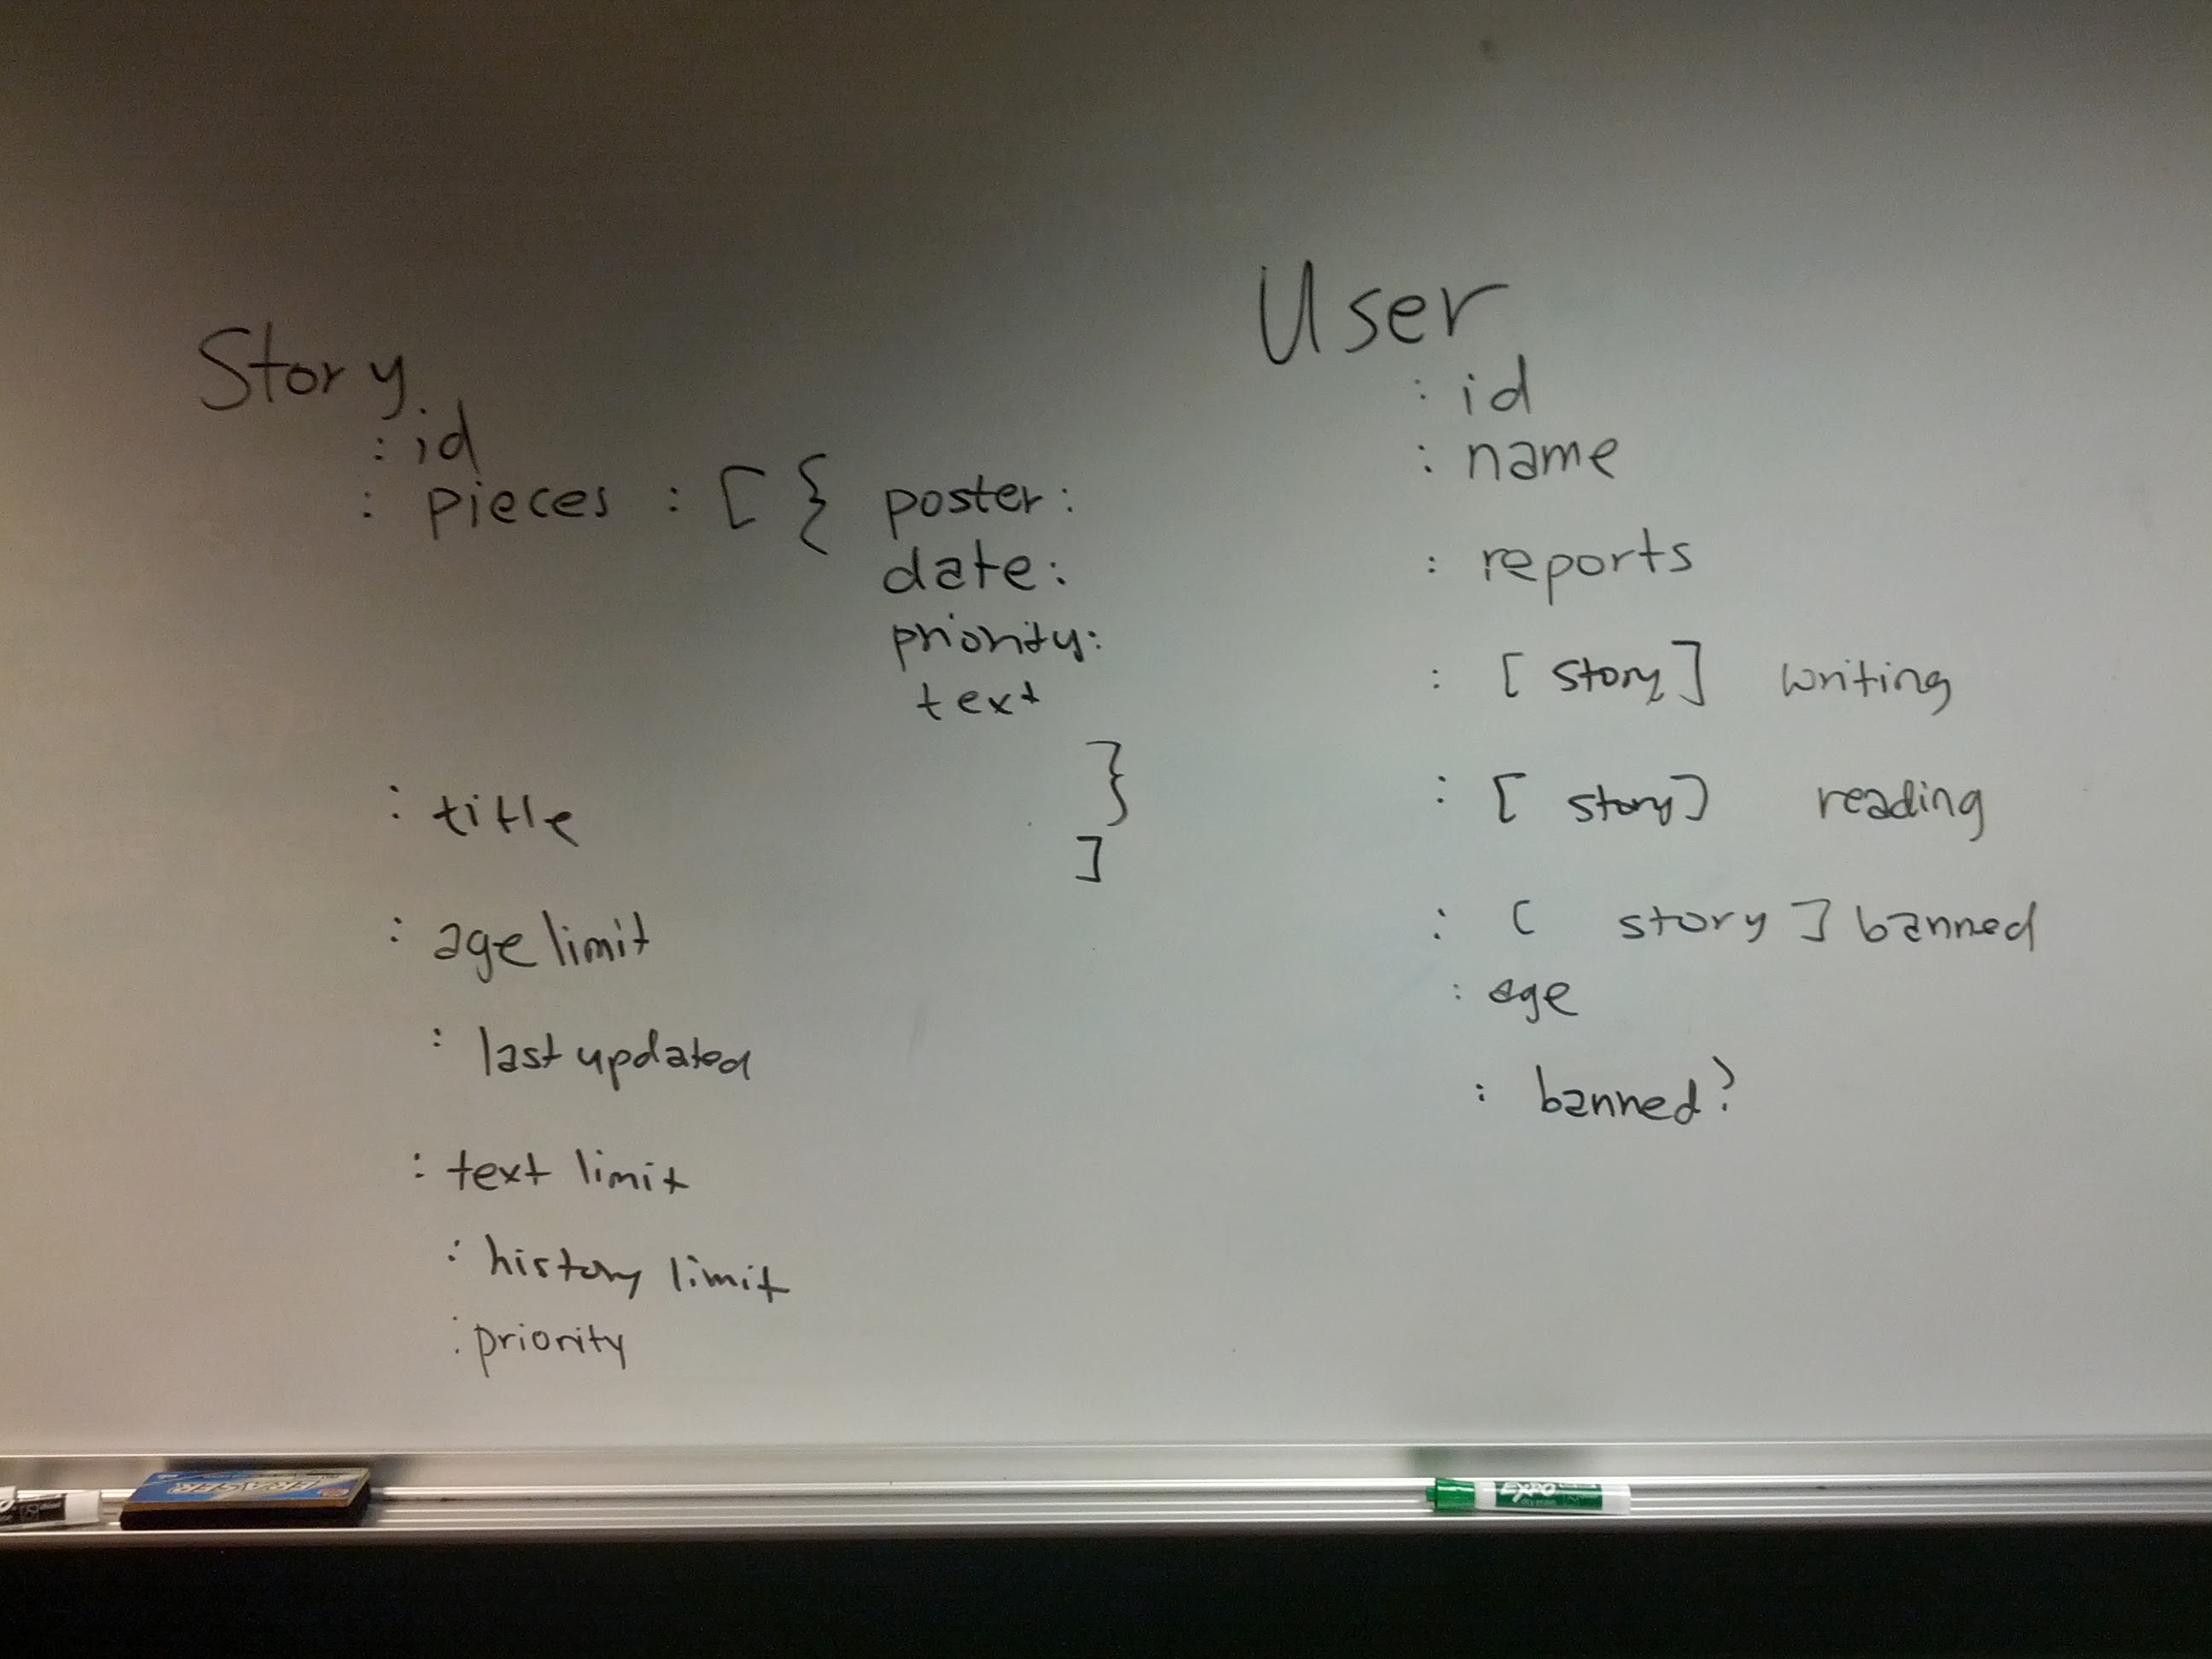 Story
: id
: pieces : [ { poster:
date:
priority:
text
}
]
: title
: age limit
: last updated
: text limit
: history limit
: priority
User
: id
: name
: reports
: [ story ] writing
: [ story ] reading
: [ story ] banned
: age
: banned?
ERASER
EXPO